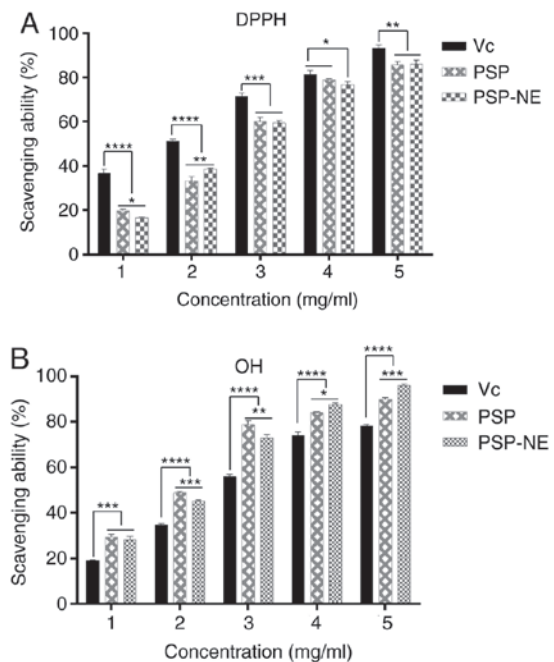 A
DPPH
Scavenging ability (%)
100
80
60
40
20
0
****
*
****
**
***
*
**
Vc
PSP
PSP-NE
1 2 3 4 5
Concentration (mg/ml)
B
OH
Scavenging ability (%)
100
80
60
40
20
0
***
****
***
****
**
****
*
****
***
Vc
PSP
PSP-NE
1 2 3 4 5
Concentration (mg/ml)